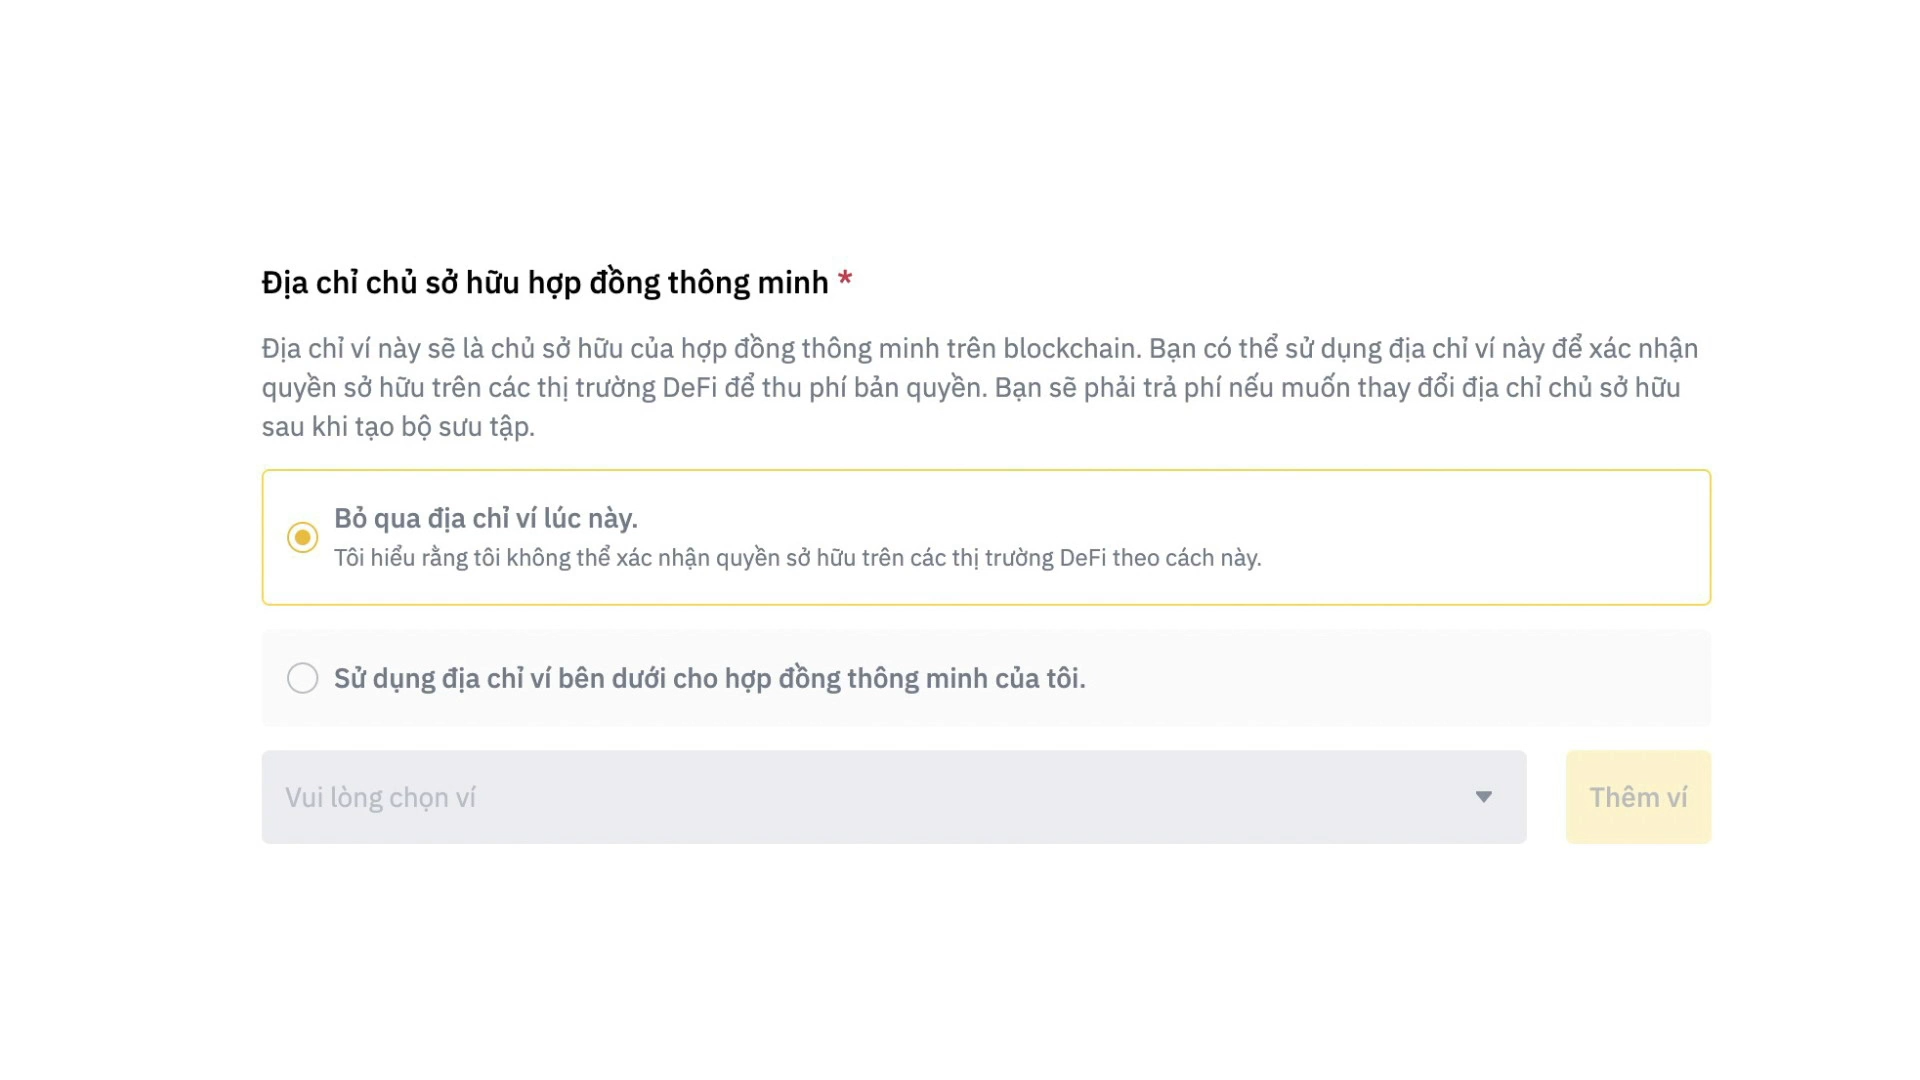 Địa chỉ chủ sở hữu hợp đồng thông minh *
Địa chỉ ví này sẽ là chủ sở hữu của hợp đồng thông minh trên blockchain. Bạn có thể sử dụng địa chỉ ví này để xác nhận
quyền sở hữu trên các thị trường DeFi để thu phí bản quyền. Bạn sẽ phải trả phí nếu muốn thay đổi địa chỉ chủ sở hữu
sau khi tạo bộ sưu tập.
Bỏ qua địa chỉ ví lúc này.
Tôi hiểu rằng tôi không thể xác nhận quyền sở hữu trên các thị trường DeFi theo cách này.
Sử dụng địa chỉ ví bên dưới cho hợp đồng thông minh của tôi.
Vui lòng chọn ví
Thêm ví